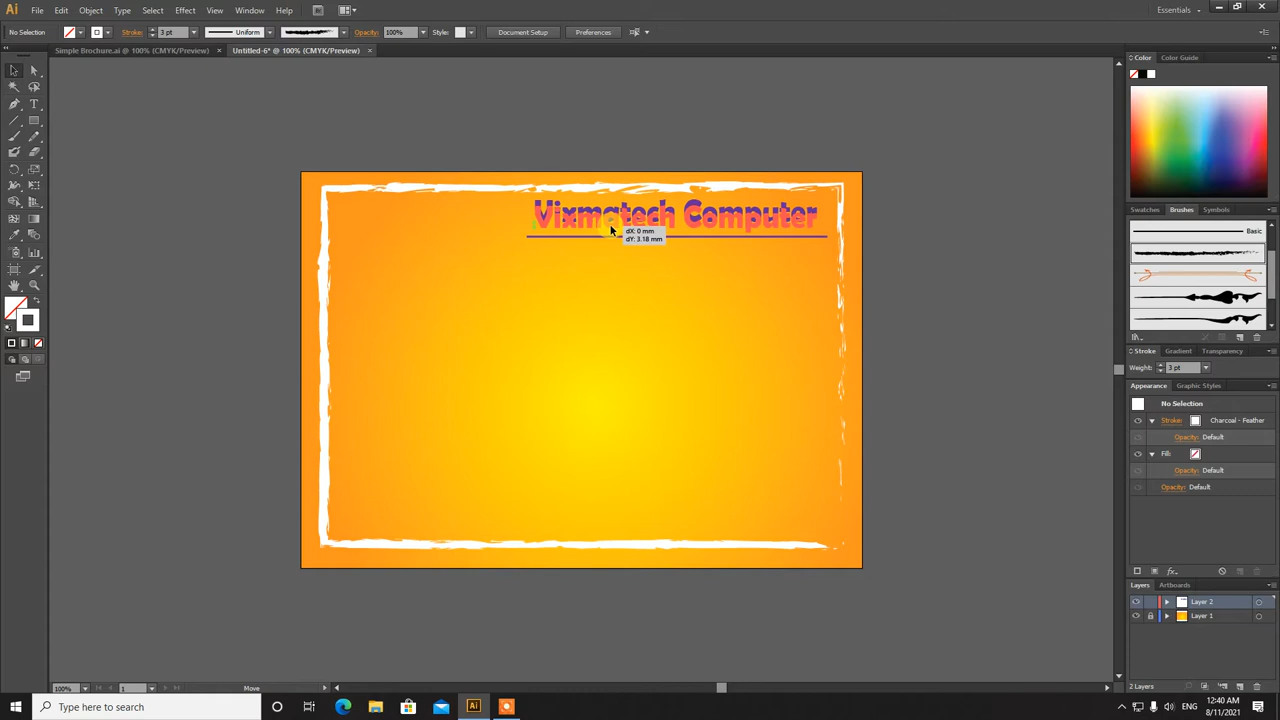 Ai File Edit Object Type Select Effect View Window Help Br Essentials
No Selection Stroke: 3 pt Uniform Opacity: 100% Style: Document Setup Preferences
Simple Brochure.ai @ 100% (CMYK/Preview) × Untitled-6* @ 100% (CMYK/Preview) ×
Color Color Guide
Vixmatech Computer
dX: 0 mm
dY: 3.18 mm
Swatches Brushes Symbols
Basic
Stroke Gradient Transparency
Weight: 3 pt
Appearance Graphic Styles
No Selection
Stroke: Charcoal - Feather
Opacity: Default
Fill:
Opacity: Default
Opacity: Default
Layers Artboards
Layer 2
Layer 1
2 Layers
100% 1 Move
Type here to search
Ai
ENG
12:40 AM
8/11/2021